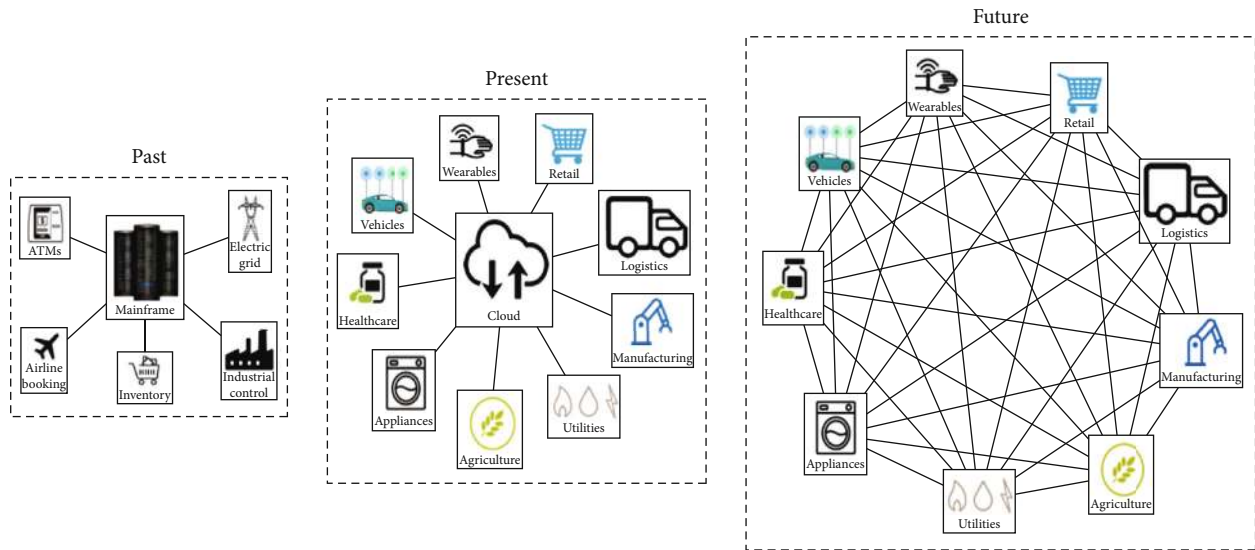 Past
ATMs
Mainframe
Electric
grid
Airline
booking
Inventory
Industrial
control
Present
Wearables
Retail
Vehicles
Logistics
Cloud
Healthcare
Manufacturing
Appliances
Agriculture
Utilities
Future
Wearables
Retail
Vehicles
Logistics
Healthcare
Manufacturing
Appliances
Agriculture
Utilities